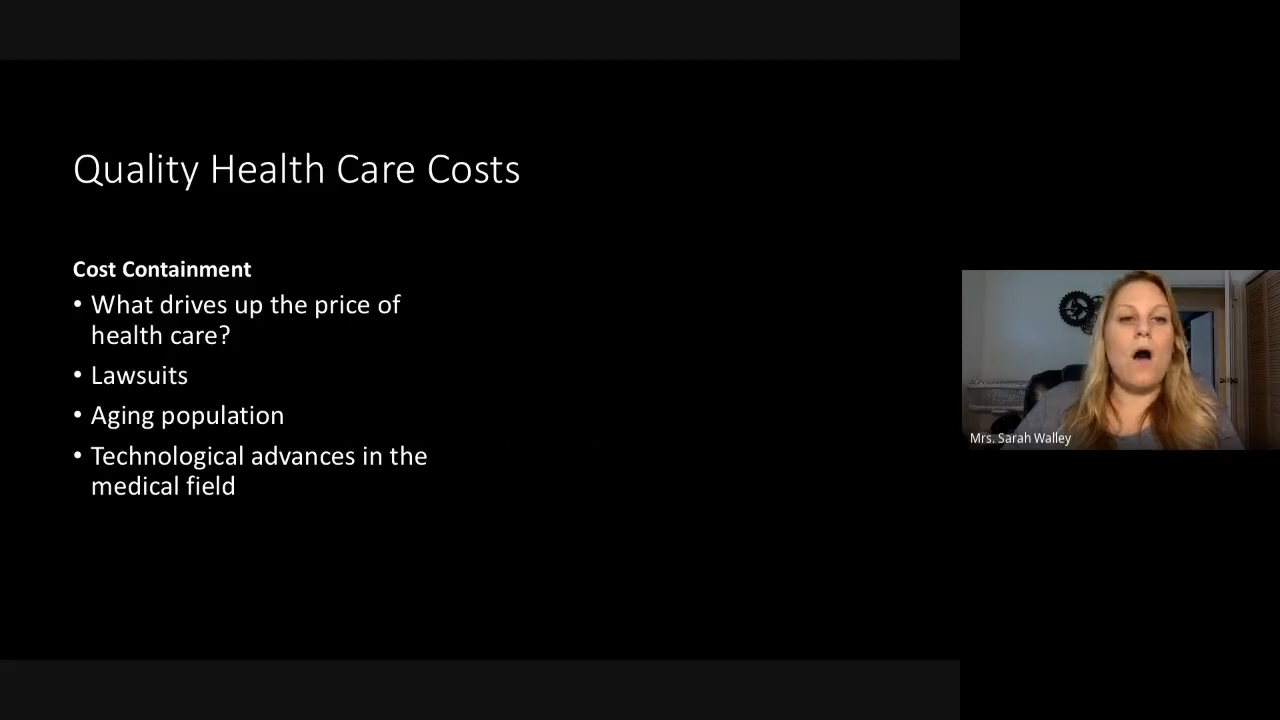 Quality Health Care Costs
Cost Containment
• What drives up the price of
health care?
• Lawsuits
• Aging population
• Technological advances in the
medical field
Mrs. Sarah Walley